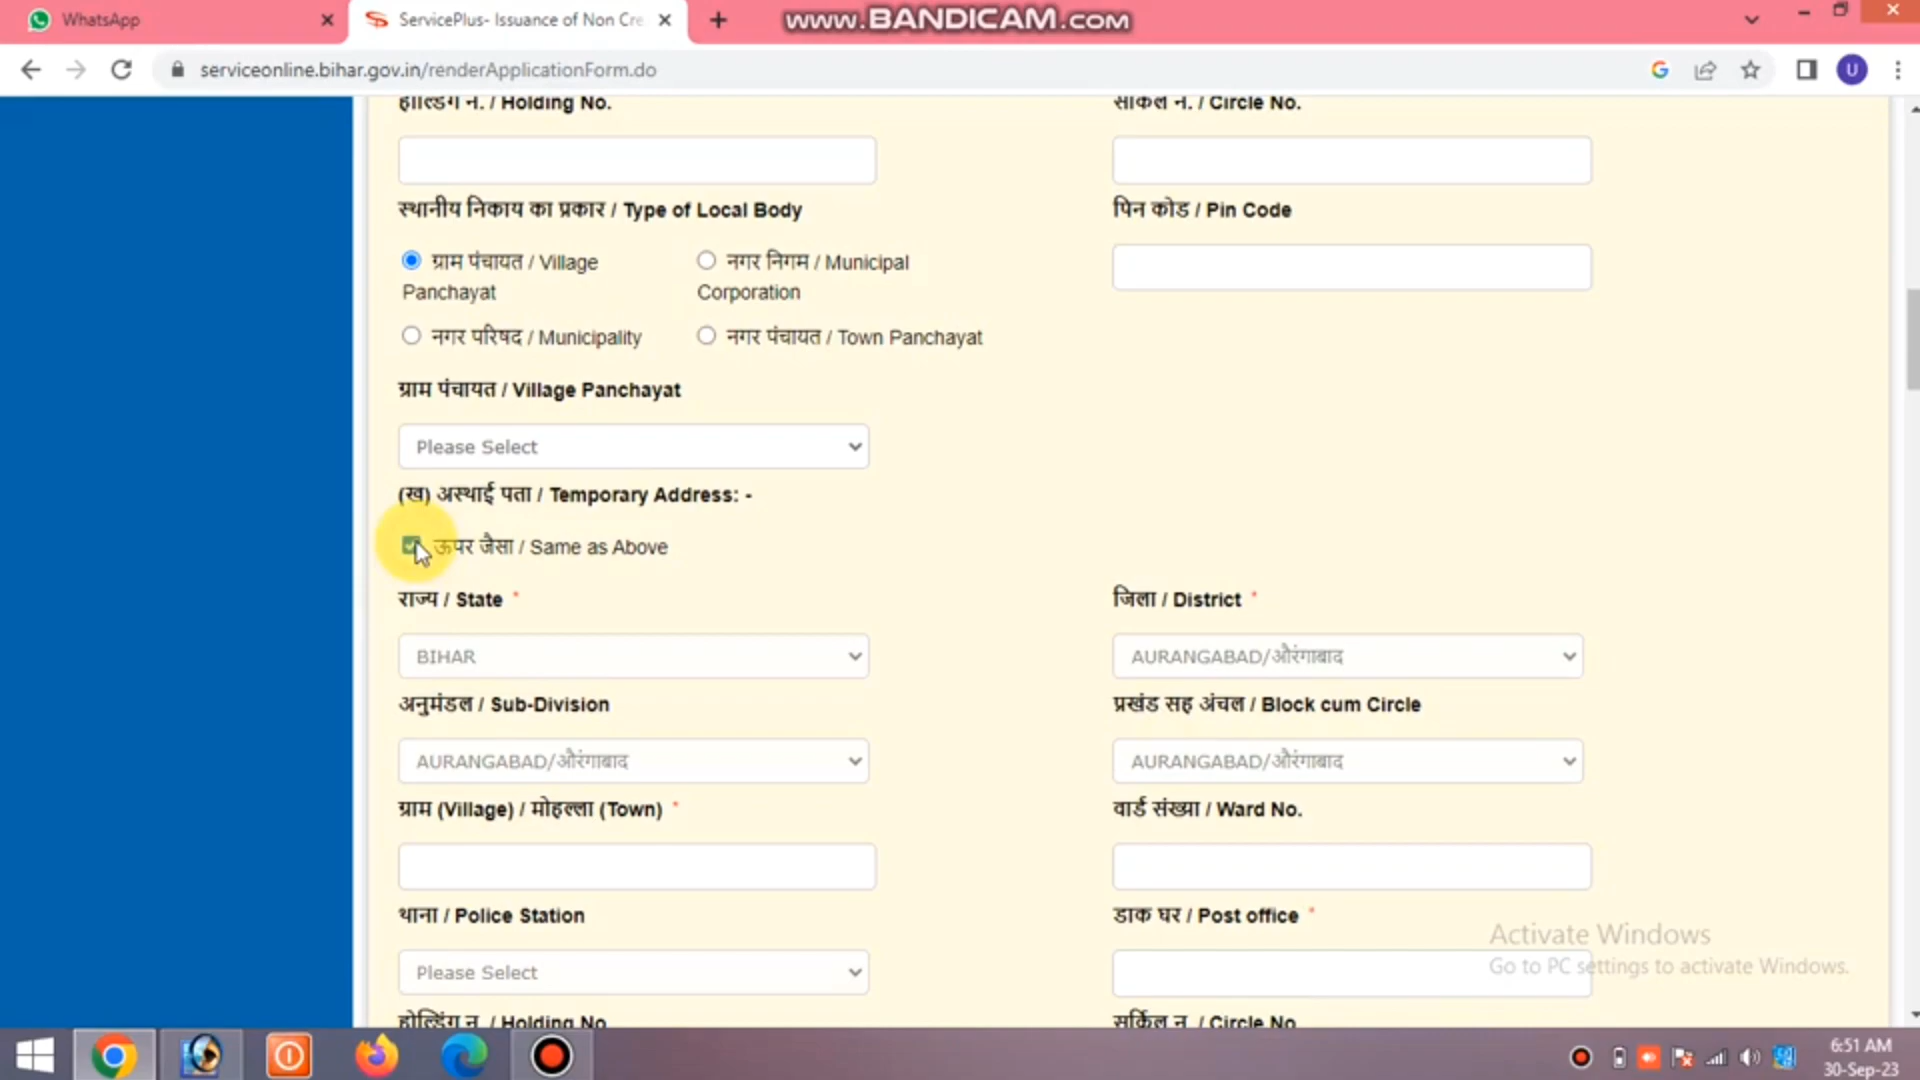 WhatsApp
ServicePlus- Issuance of Non Cre
www.BANDICAM.com
serviceonline.bihar.gov.in/renderApplicationForm.do
U
होल्डिंग न. / Holding No.
सर्किल न. / Circle No.
स्थानीय निकाय का प्रकार / Type of Local Body
पिन कोड / Pin Code
ग्राम पंचायत / Village Panchayat
नगर निगम / Municipal Corporation
नगर परिषद / Municipality
नगर पंचायत / Town Panchayat
ग्राम पंचायत / Village Panchayat
Please Select
(ख) अस्थाई पता / Temporary Address: -
ऊपर जैसा / Same as Above
राज्य / State *
जिला / District *
BIHAR
AURANGABAD/औरंगाबाद
अनुमंडल / Sub-Division
प्रखंड सह अंचल / Block cum Circle
AURANGABAD/औरंगाबाद
AURANGABAD/औरंगाबाद
ग्राम (Village) / मोहल्ला (Town) *
वार्ड संख्या / Ward No.
थाना / Police Station
डाक घर / Post office *
Please Select
Activate Windows
Go to PC settings to activate Windows.
होल्डिंग न. / Holding No.
सर्किल न. / Circle No.
6:51 AM
30-Sep-23